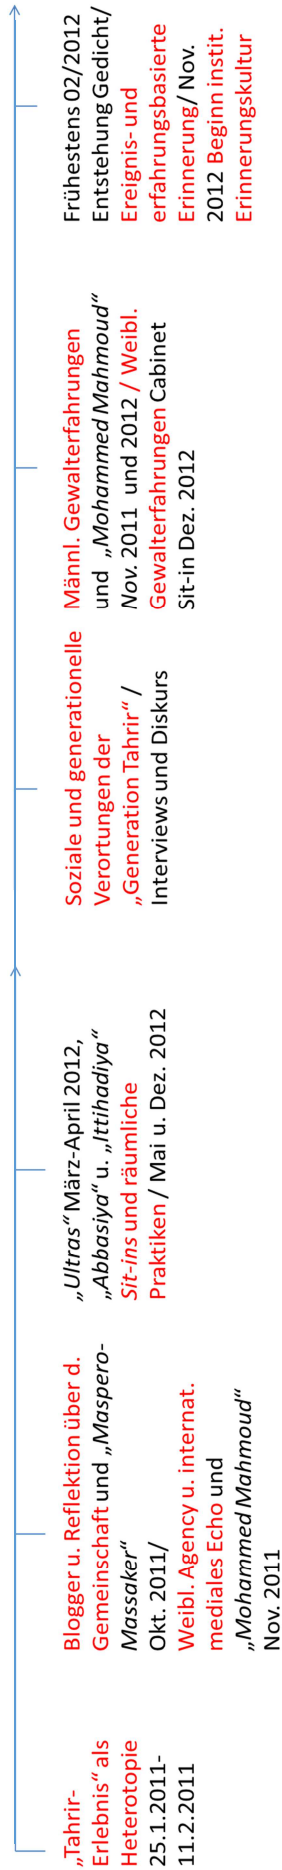 „Tahrir-
Erlebnis“ als
Heterotopie
25.1.2011-
11.2.2011
Blogger u. Reflektion über d.
Gemeinschaft und „Maspero-
Massaker“
Okt. 2011/
Weibl. Agency u. internat.
mediales Echo und
„Mohammed Mahmoud“
Nov. 2011
„Ultras“ März-April 2012,
„Abbasiya“ u. „Ittihadiya“
Sit-ins und räumliche
Praktiken / Mai u. Dez. 2012
Soziale und generationelle
Verortungen der
„Generation Tahrir“ /
Interviews und Diskurs
Männl. Gewalterfahrungen
und „Mohammed Mahmoud“
Nov. 2011 und 2012 / Weibl.
Gewalterfahrungen Cabinet
Sit-in Dez. 2012
Frühestens 02/2012
Entstehung Gedicht/
Ereignis- und
erfahrungsbasierte
Erinnerung/ Nov.
2012 Beginn instit.
Erinnerungskultur